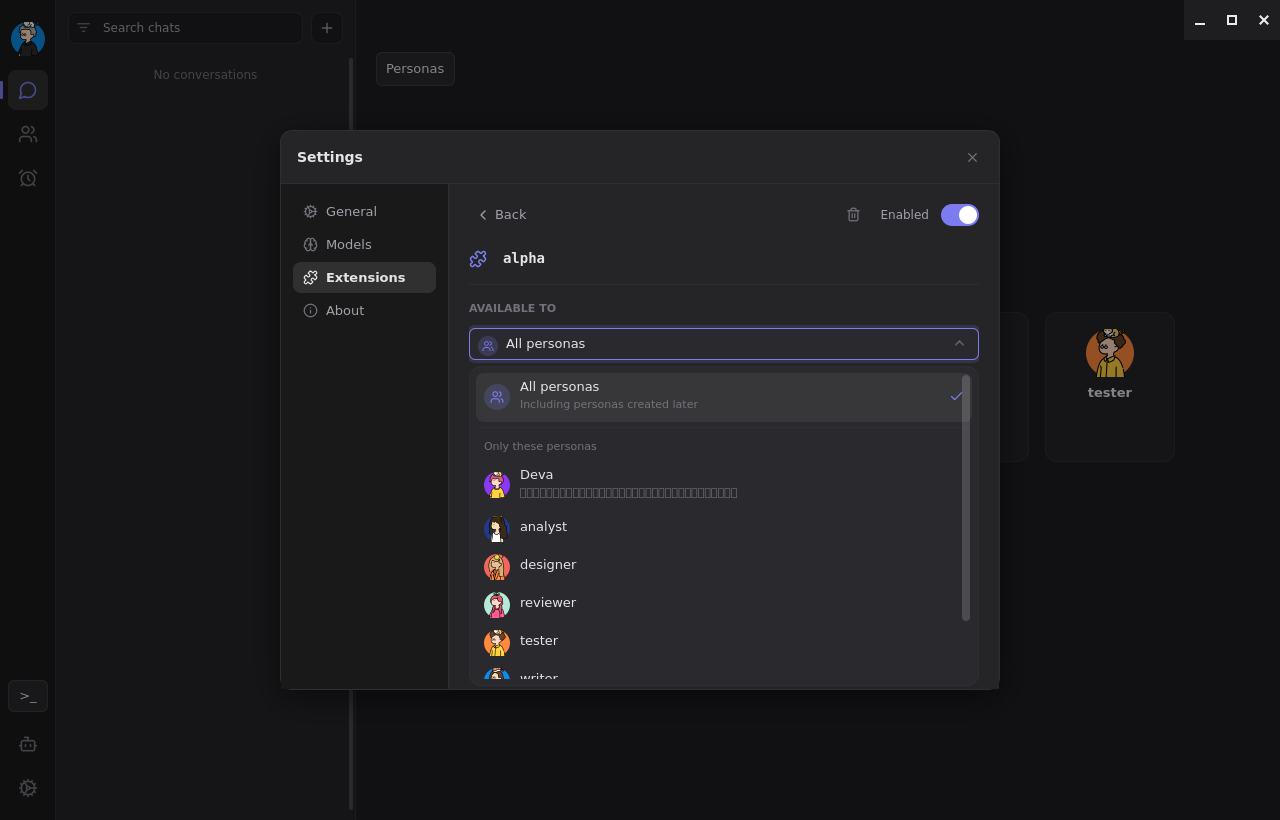 Search chats
No conversations
Personas
Settings
General
Models
Extensions
About
Back
Enabled
alpha
AVAILABLE TO
All personas
All personas
Including personas created later
Only these personas
Deva
analyst
designer
reviewer
tester
writer
tester
>_